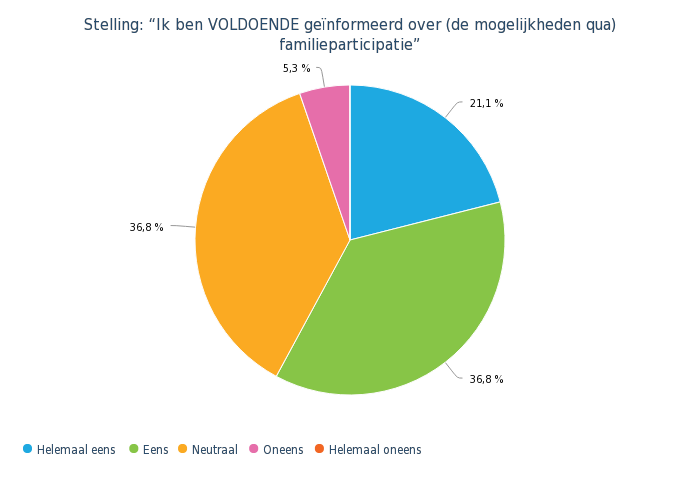 Stelling: “Ik ben VOLDOENDE geïnformeerd over (de mogelijkheden qua)
familieparticipatie”
5,3 %
21,1 %
36,8 %
36,8 %
Helemaal eens Eens Neutraal Oneens Helemaal oneens